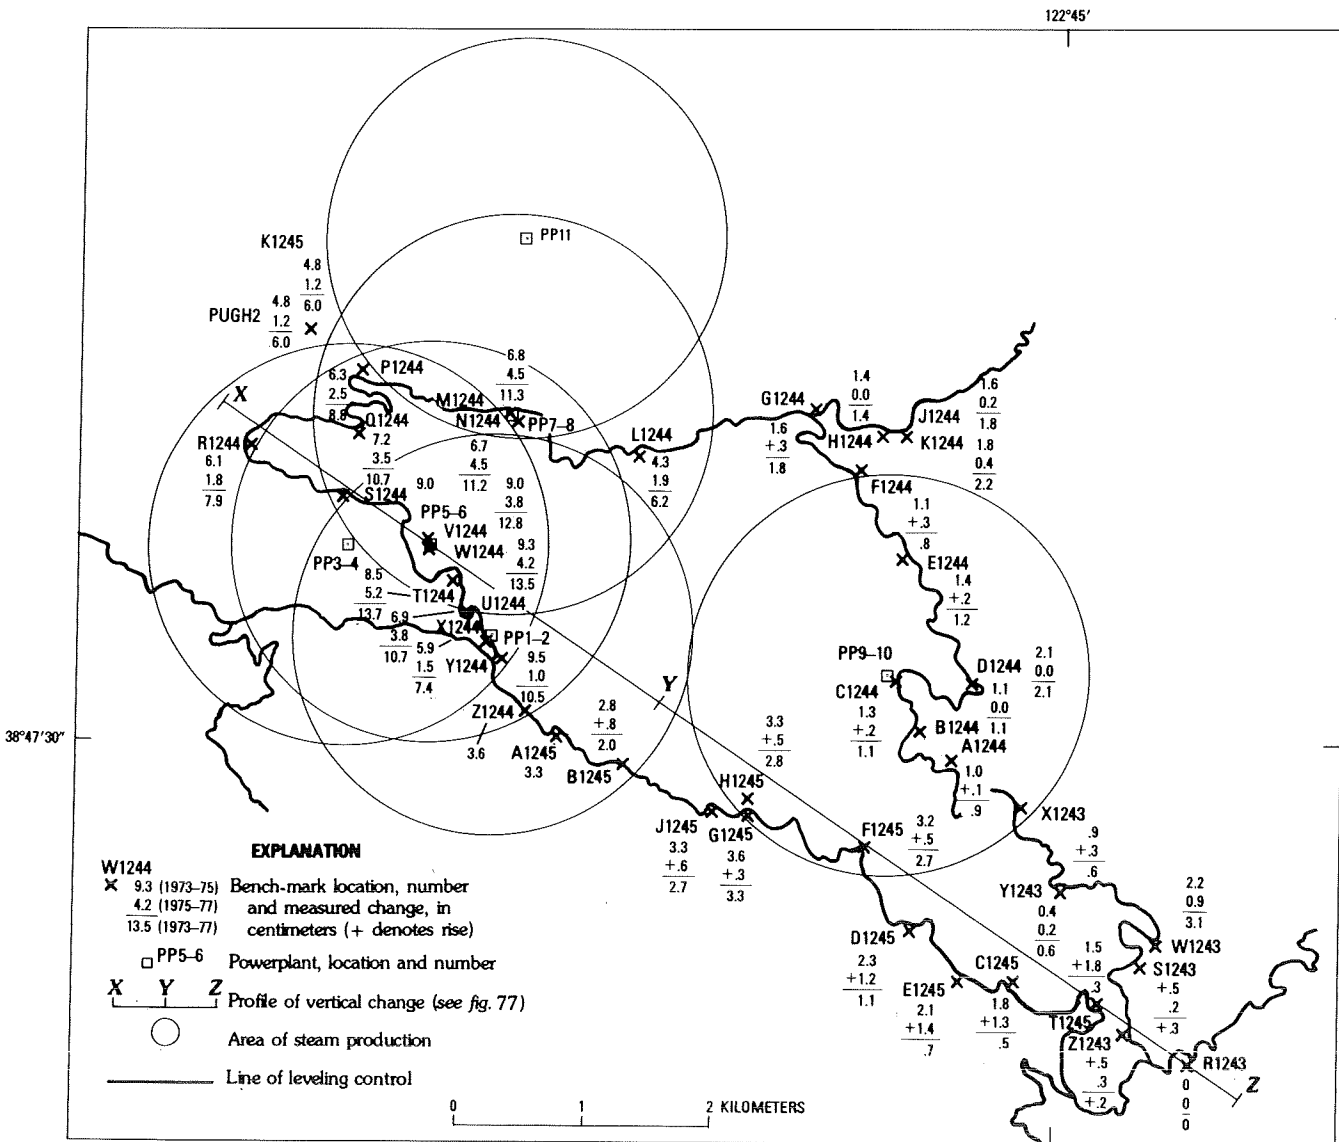 122°45′
PP11
K1245
4.8
1.2
6.0
PUGH2
4.8
1.2
6.0
P1244
6.3
2.5
8.8
X
6.8
4.5
11.3
M1244
N1244
PP7–8
Q1244
7.2
3.5
10.7
R1244
6.1
1.8
7.9
6.7
4.5
11.2
L1244
4.3
1.9
6.2
G1244
1.6
+.3
1.8
1.4
0.0
1.4
H1244
1.6
0.2
1.8
J1244
K1244
1.8
0.4
2.2
S1244
9.0
9.0
3.8
12.8
PP5–6
V1244
W1244
9.3
4.2
13.5
PP3–4
8.5
5.2
13.7
T1244
U1244
6.9
3.8
10.7
X1244
PP1–2
5.9
1.5
7.4
Y1244
9.5
1.0
10.5
F1244
1.1
+.3
.8
E1244
1.4
+.2
1.2
PP9–10
C1244
1.3
+.2
1.1
D1244
2.1
0.0
2.1
1.1
0.0
1.1
B1244
A1244
1.0
+.1
.9
Y
Z1244
3.6
38°47′30″
A1245
3.3
2.8
+.8
2.0
B1245
3.3
+.5
2.8
H1245
J1245
3.3
+.6
2.7
G1245
3.6
+.3
3.3
F1245
3.2
+.5
2.7
X1243
.9
+.3
.6
Y1243
0.4
0.2
0.6
2.2
0.9
3.1
W1243
S1243
+.5
.2
+.3
D1245
2.3
+1.2
1.1
E1245
2.1
+1.4
.7
C1245
1.8
+1.3
.5
1.5
+1.8
.3
T1245
Z1243
+.5
.3
+.2
R1243
0
0
0
Z
EXPLANATION
W1244
9.3 (1973–75) Bench-mark location, number
4.2 (1975–77) and measured change, in
13.5 (1973–77) centimeters (+ denotes rise)
PP5–6 Powerplant, location and number
X Y Z Profile of vertical change (see fig. 77)
Area of steam production
Line of leveling control
0 1 2 KILOMETERS